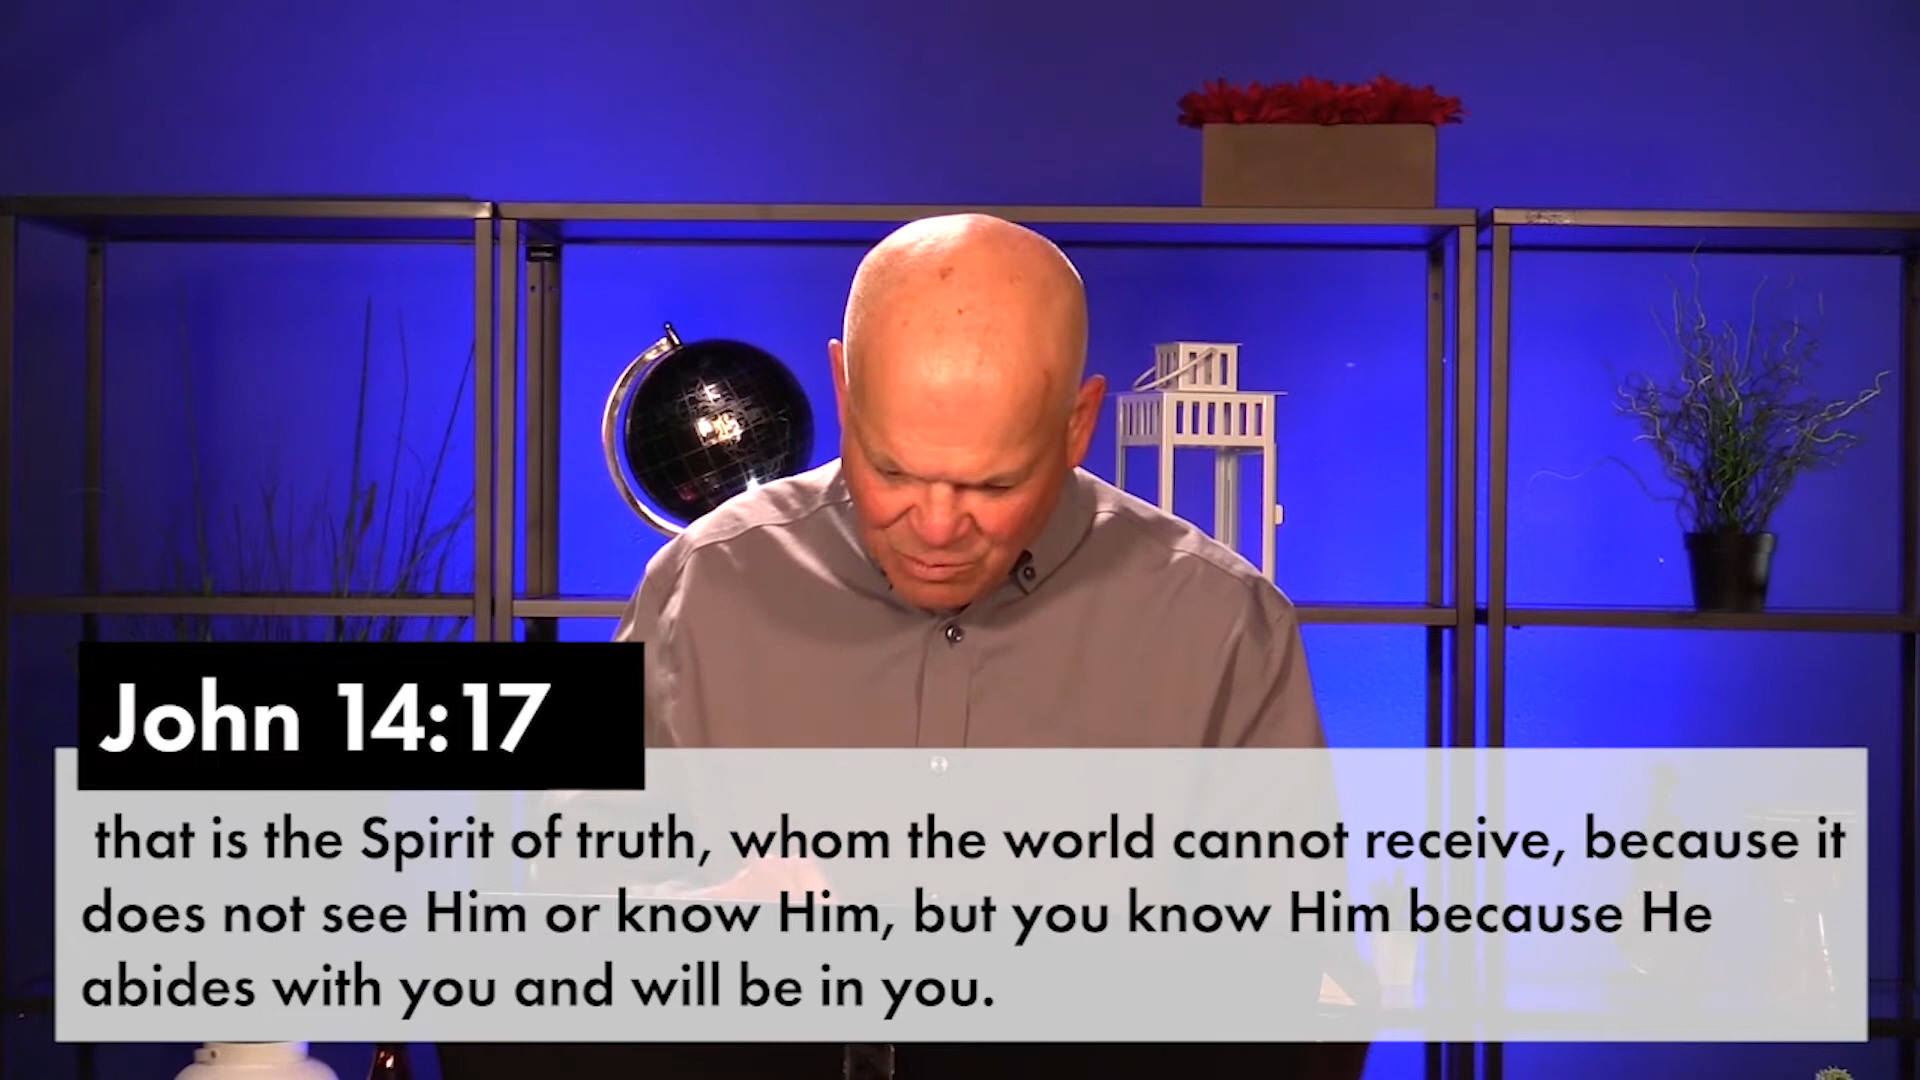 John 14:17
that is the Spirit of truth, whom the world cannot receive, because it
does not see Him or know Him, but you know Him because He
abides with you and will be in you.